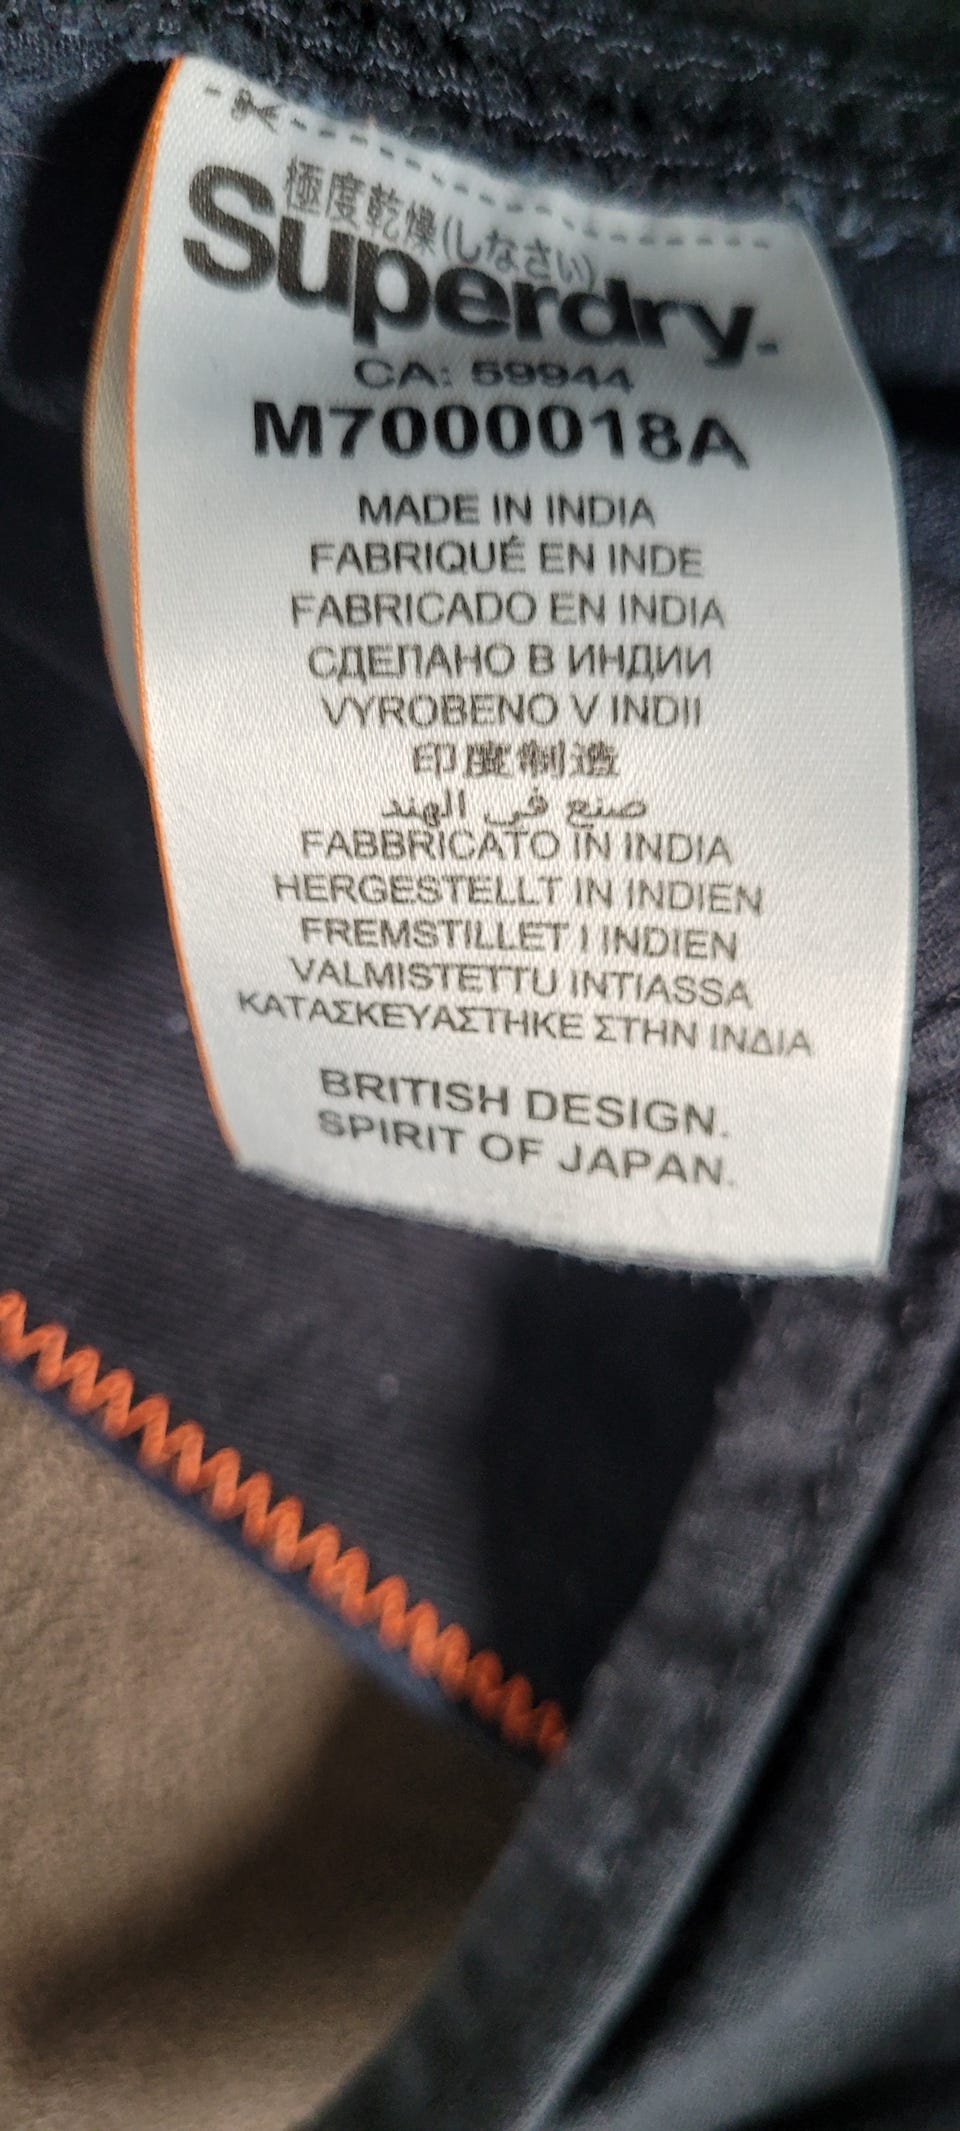 極度乾燥(しなさい)
Superdry.
CA: 59944
M7000018A
MADE IN INDIA
FABRIQUÉ EN INDE
FABRICADO EN INDIA
СДЕПАНО В ИНДИИ
VYROBENO V INDII
印度制造
صنع في الهند
FABBRICATO IN INDIA
HERGESTELLT IN INDIEN
FREMSTILLET I INDIEN
VALMISTETTU INTIASSA
ΚΑΤΑΣΚΕΥΑΣΤΗΚΕ ΣΤΗΝ ΙΝΔΙΑ
BRITISH DESIGN.
SPIRIT OF JAPAN.